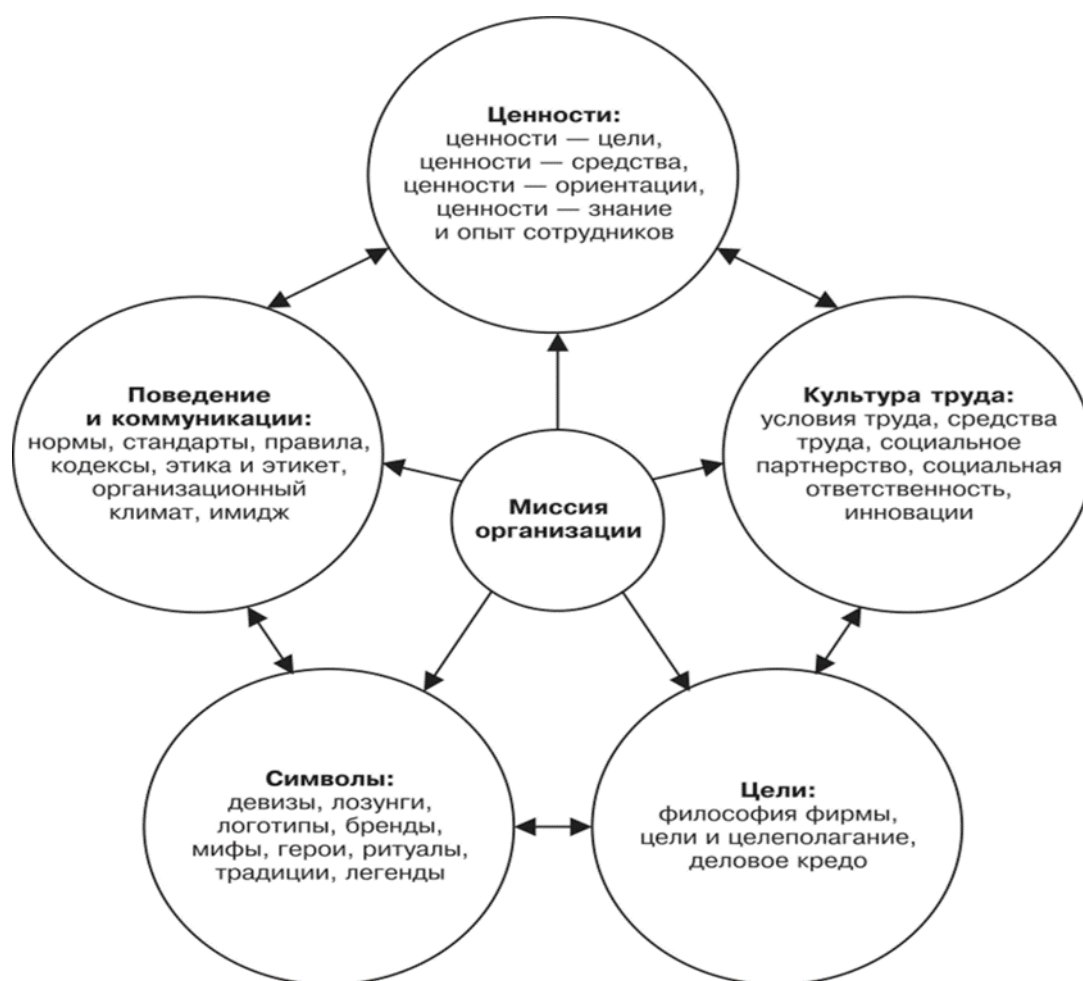 Ценности:
ценности — цели,
ценности — средства,
ценности — ориентации,
ценности — знание
и опыт сотрудников
Поведение
и коммуникации:
нормы, стандарты, правила,
кодексы, этика и этикет,
организационный
климат, имидж
Культура труда:
условия труда, средства
труда, социальное
партнерство, социальная
ответственность,
инновации
Миссия
организации
Символы:
девизы, лозунги,
логотипы, бренды,
мифы, герои, ритуалы,
традиции, легенды
Цели:
философия фирмы,
цели и целеполагание,
деловое кредо